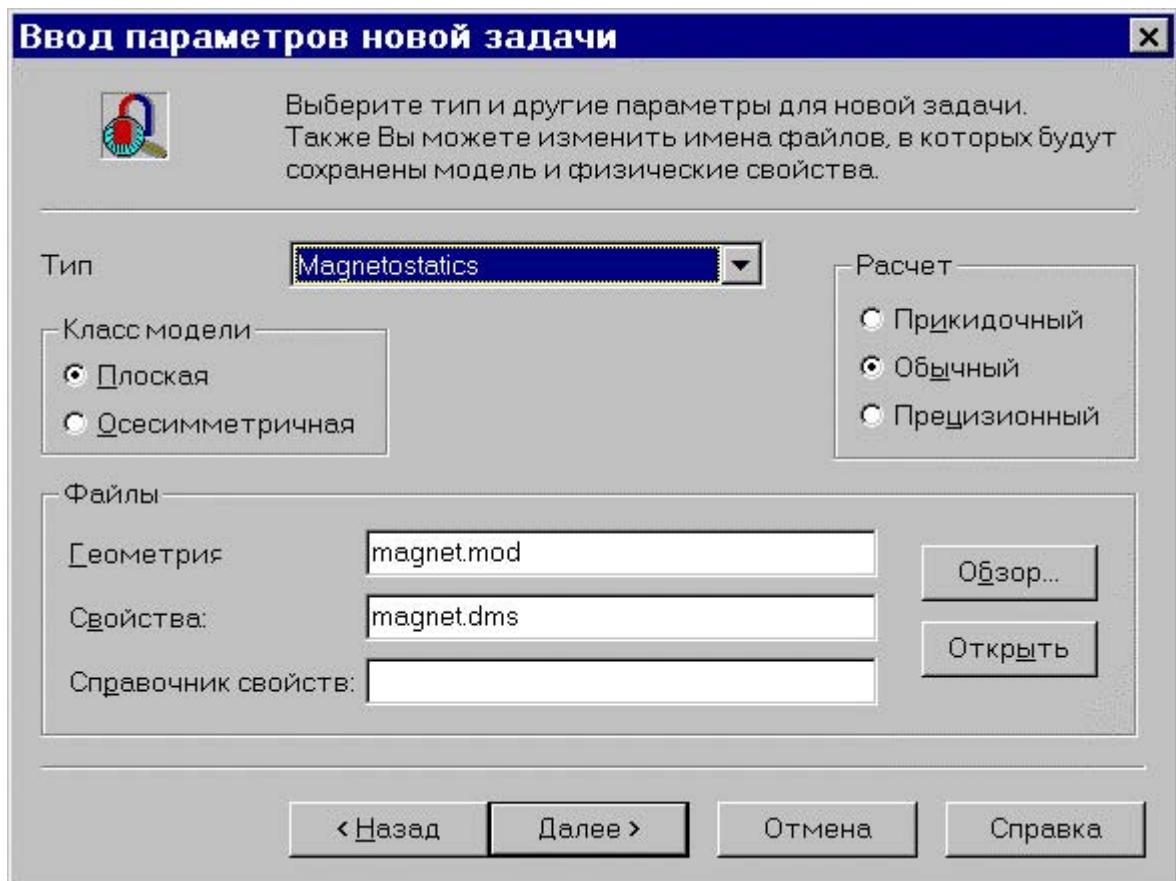 Ввод параметров новой задачи
Выберите тип и другие параметры для новой задачи.
Также Вы можете изменить имена файлов, в которых будут
сохранены модель и физические свойства.
Тип
Magnetostatics
Расчет
Прикидочный
Обычный
Прецизионный
Класс модели
Плоская
Осесимметричная
Файлы
Геометрия
magnet.mod
Свойства:
magnet.dms
Справочник свойств:
Обзор...
Открыть
< Назад
Далее >
Отмена
Справка